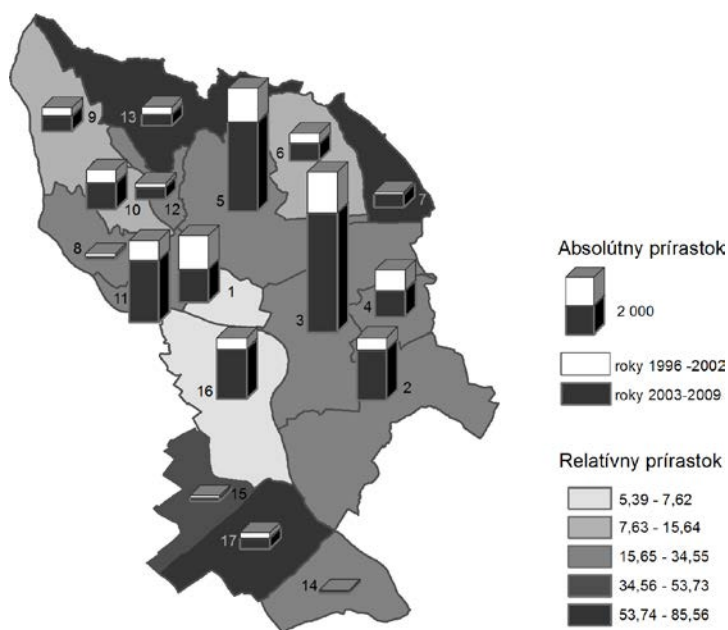 9
13
6
5
7
10
12
8
11
1
3
4
16
2
15
17
14
Absolútny prírastok
2 000
roky 1996 -2002
roky 2003-2009
Relatívny prírastok
5,39 - 7,62
7,63 - 15,64
15,65 - 34,55
34,56 - 53,73
53,74 - 85,56